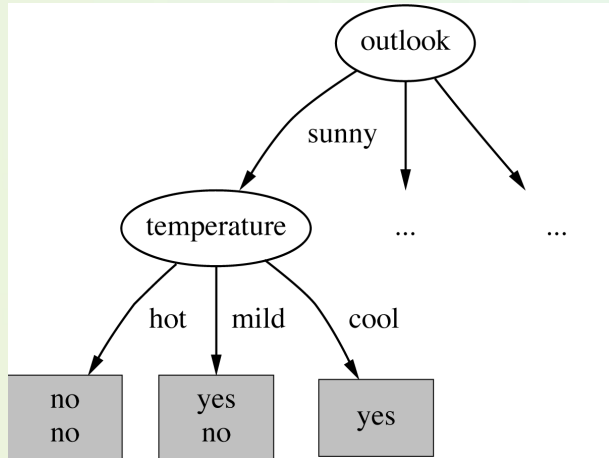 outlook
sunny
temperature
...
...
hot
mild
cool
no
no
yes
no
yes